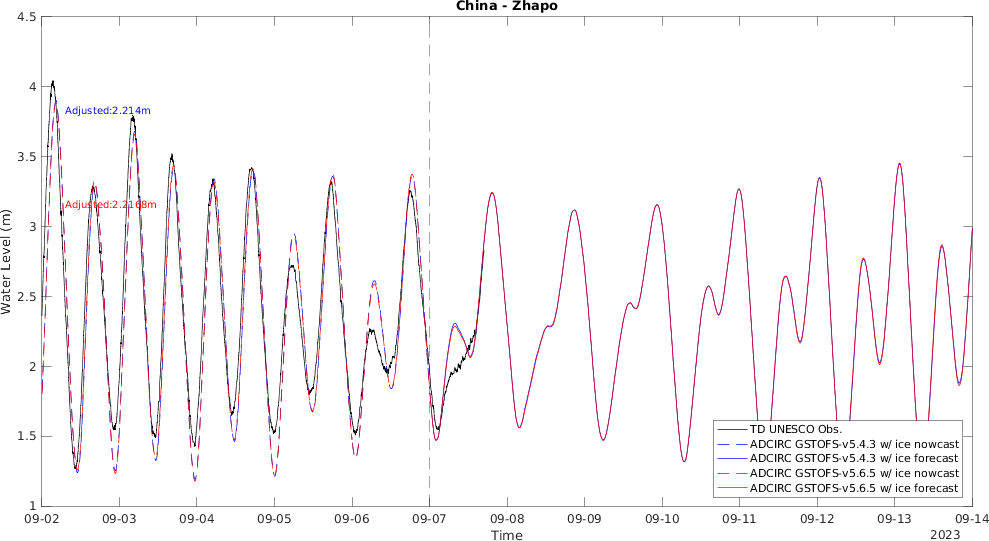 China - Zhapo
Water Level (m)
4.5
4
3.5
3
2.5
2
1.5
1
Adjusted:2.214m
Adjusted:2.2168m
TD UNESCO Obs.
ADCIRC GSTOFS-v5.4.3 w/ ice nowcast
ADCIRC GSTOFS-v5.4.3 w/ ice forecast
ADCIRC GSTOFS-v5.6.5 w/ ice nowcast
ADCIRC GSTOFS-v5.6.5 w/ ice forecast
09-02 09-03 09-04 09-05 09-06 09-07 09-08 09-09 09-10 09-11 09-12 09-13 09-14
Time
2023